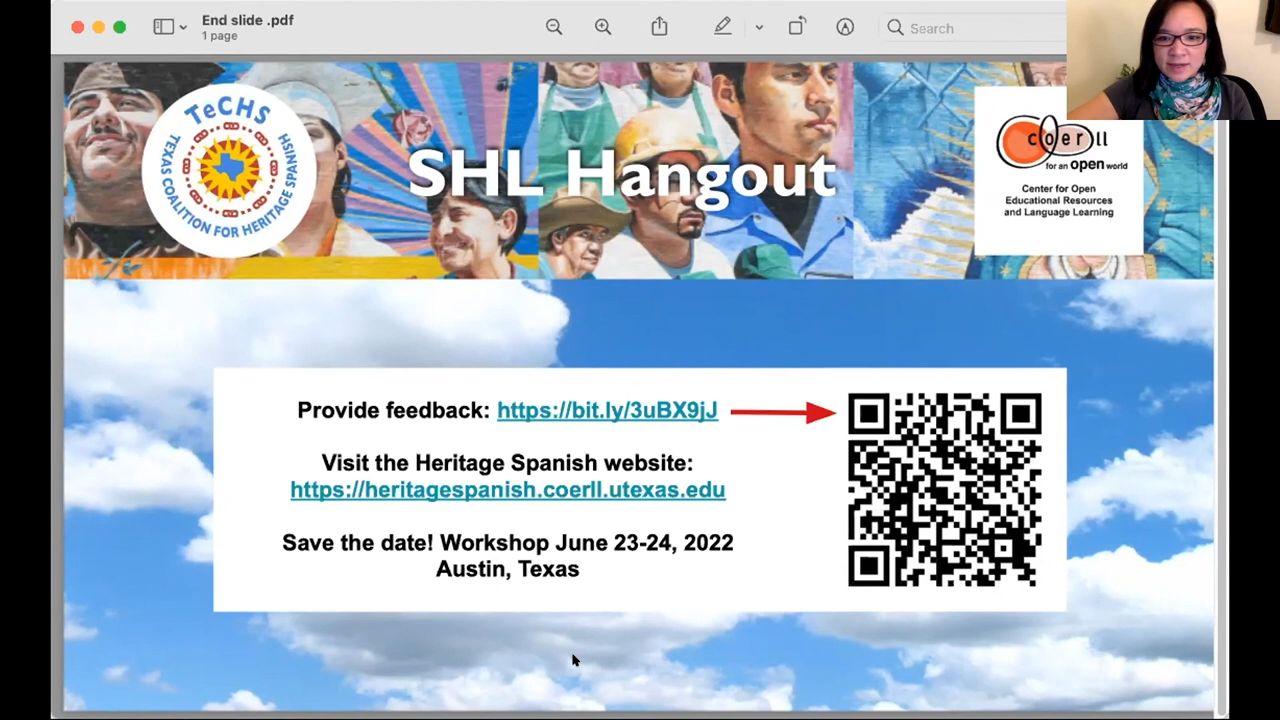 End slide .pdf
1 page
Search
TeCHS
TEXAS COALITION FOR HERITAGE SPANISH
SHL Hangout
coerll
for an open world
Center for Open
Educational Resources
and Language Learning
Provide feedback: https://bit.ly/3uBX9jJ
Visit the Heritage Spanish website:
https://heritagespanish.coerll.utexas.edu
Save the date! Workshop June 23-24, 2022
Austin, Texas